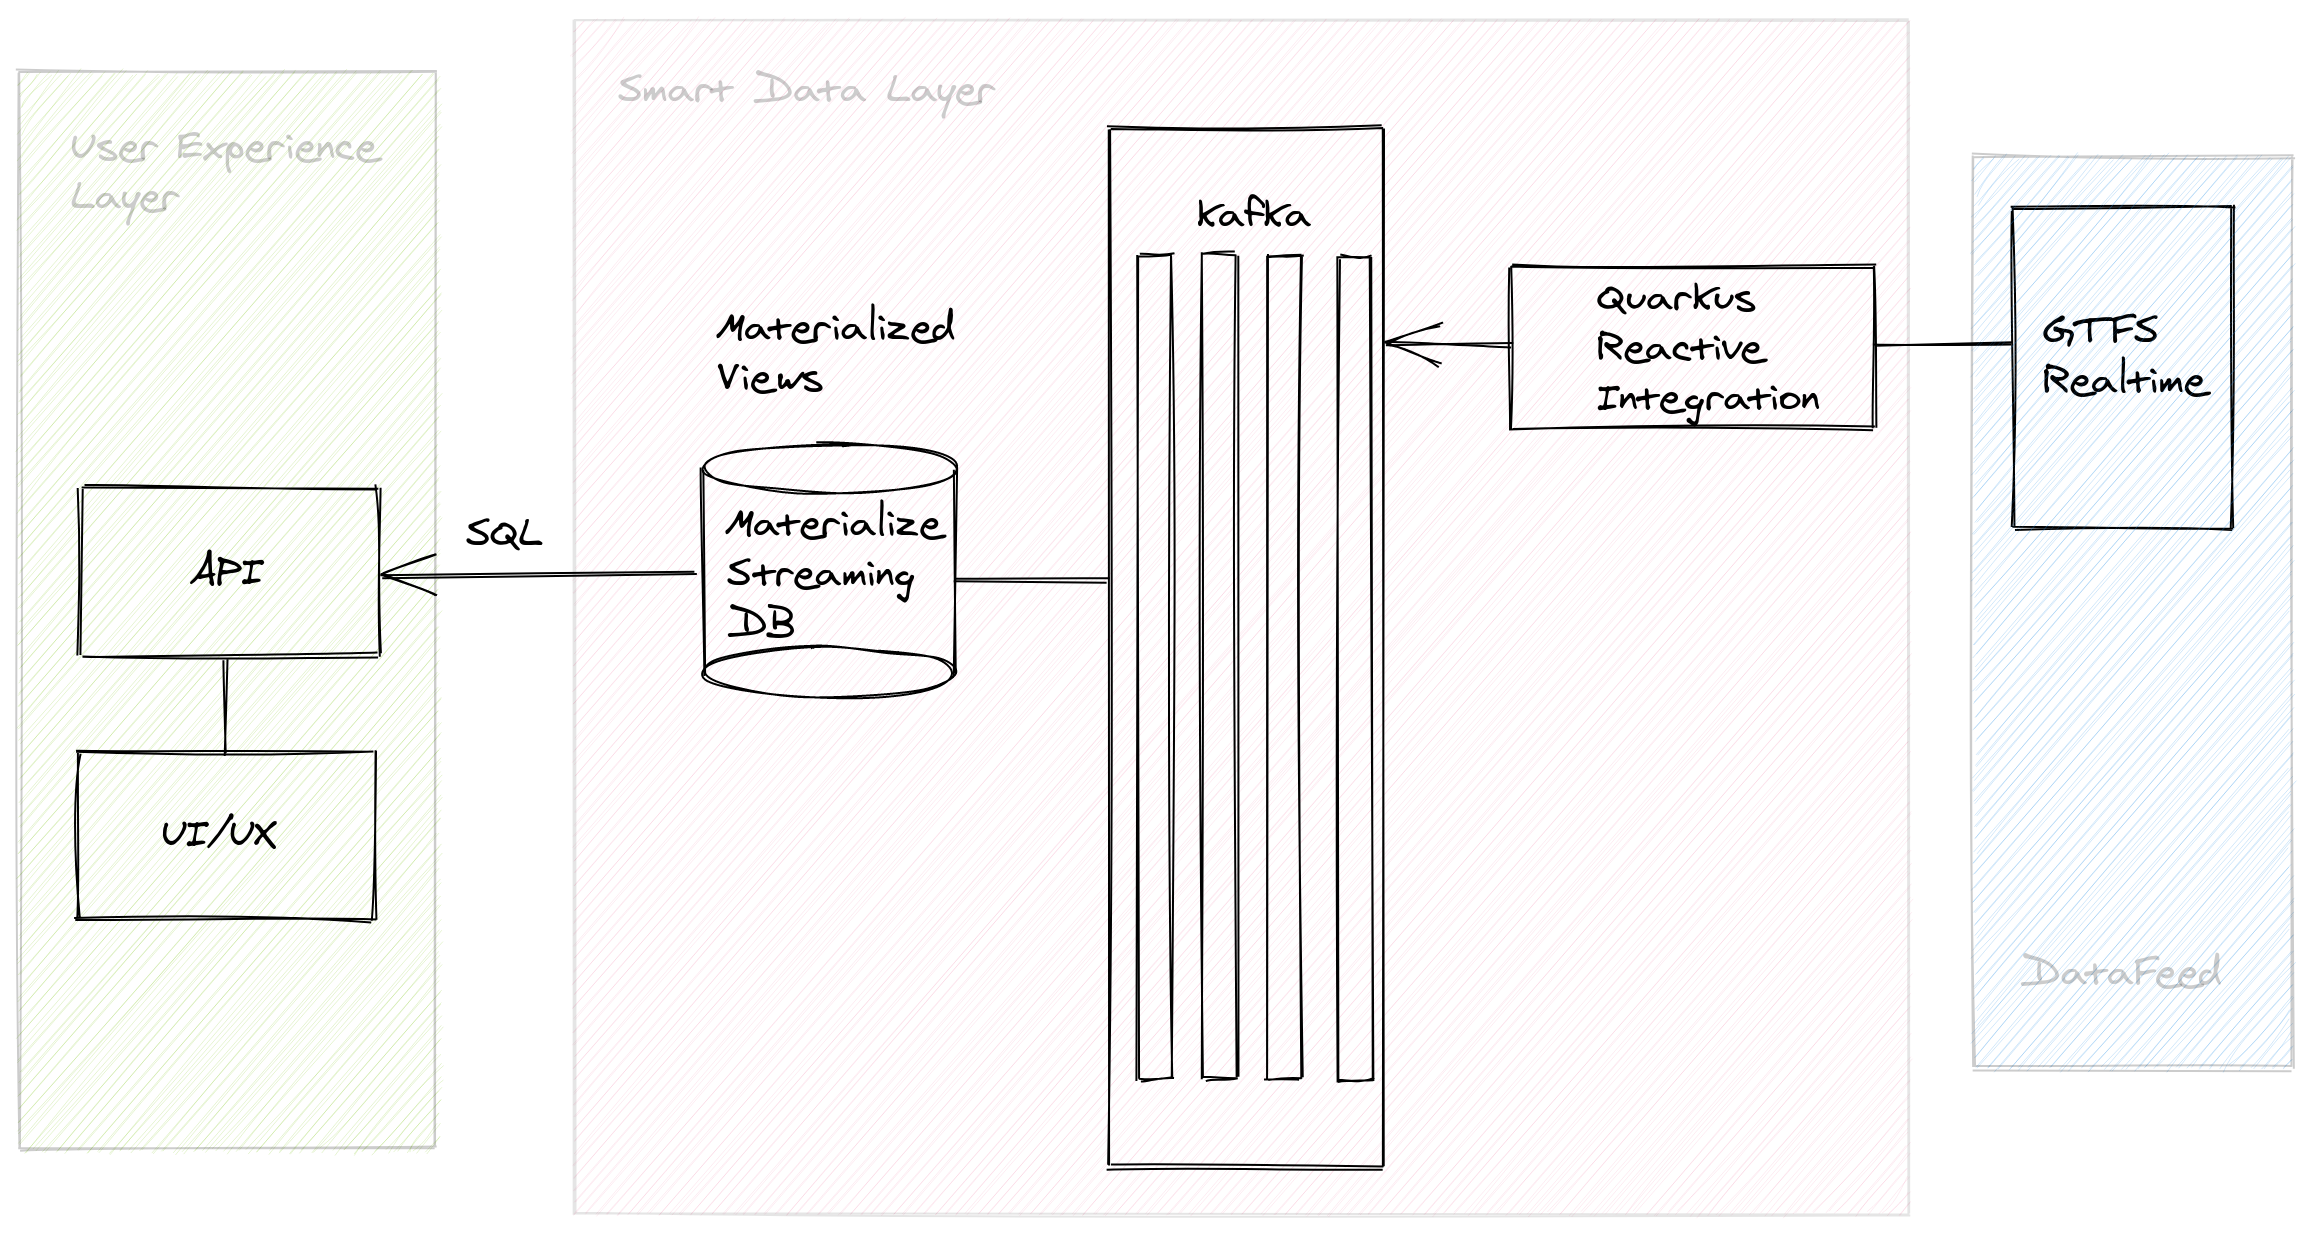 Smart Data Layer
User Experience
Layer
Kafka
Quarkus
Reactive
Integration
GTFS
Realtime
Materialized
Views
Materialize
Streaming
DB
SQL
API
UI/UX
DataFeed